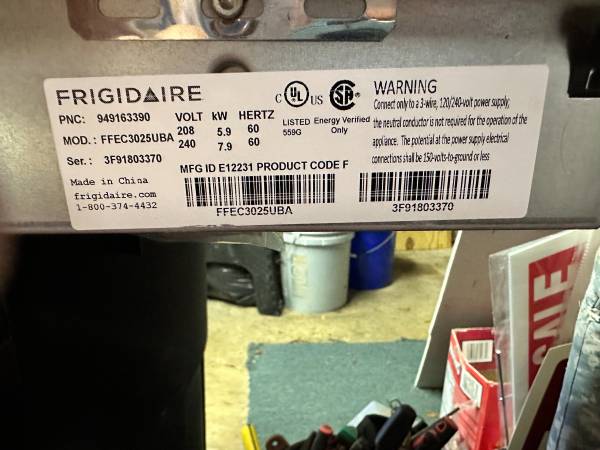 FRIGIDAIRE
C UL US
PNC: 949163390 VOLT kW HERTZ
208 5.9 60
MOD.: FFEC3025UBA 240 7.9 60
LISTED Energy Verified
559G Only
Ser.: 3F91803370
MFG ID E12231 PRODUCT CODE F
Made in China
frigidaire.com
1-800-374-4432
FFEC3025UBA
WARNING
Connect only to a 3-wire, 120/240-volt power supply;
the neutral conductor is not required for the operation of the
appliance. The potential at the power supply electrical
connections shall be 150-volts-to-ground or less
3F91803370